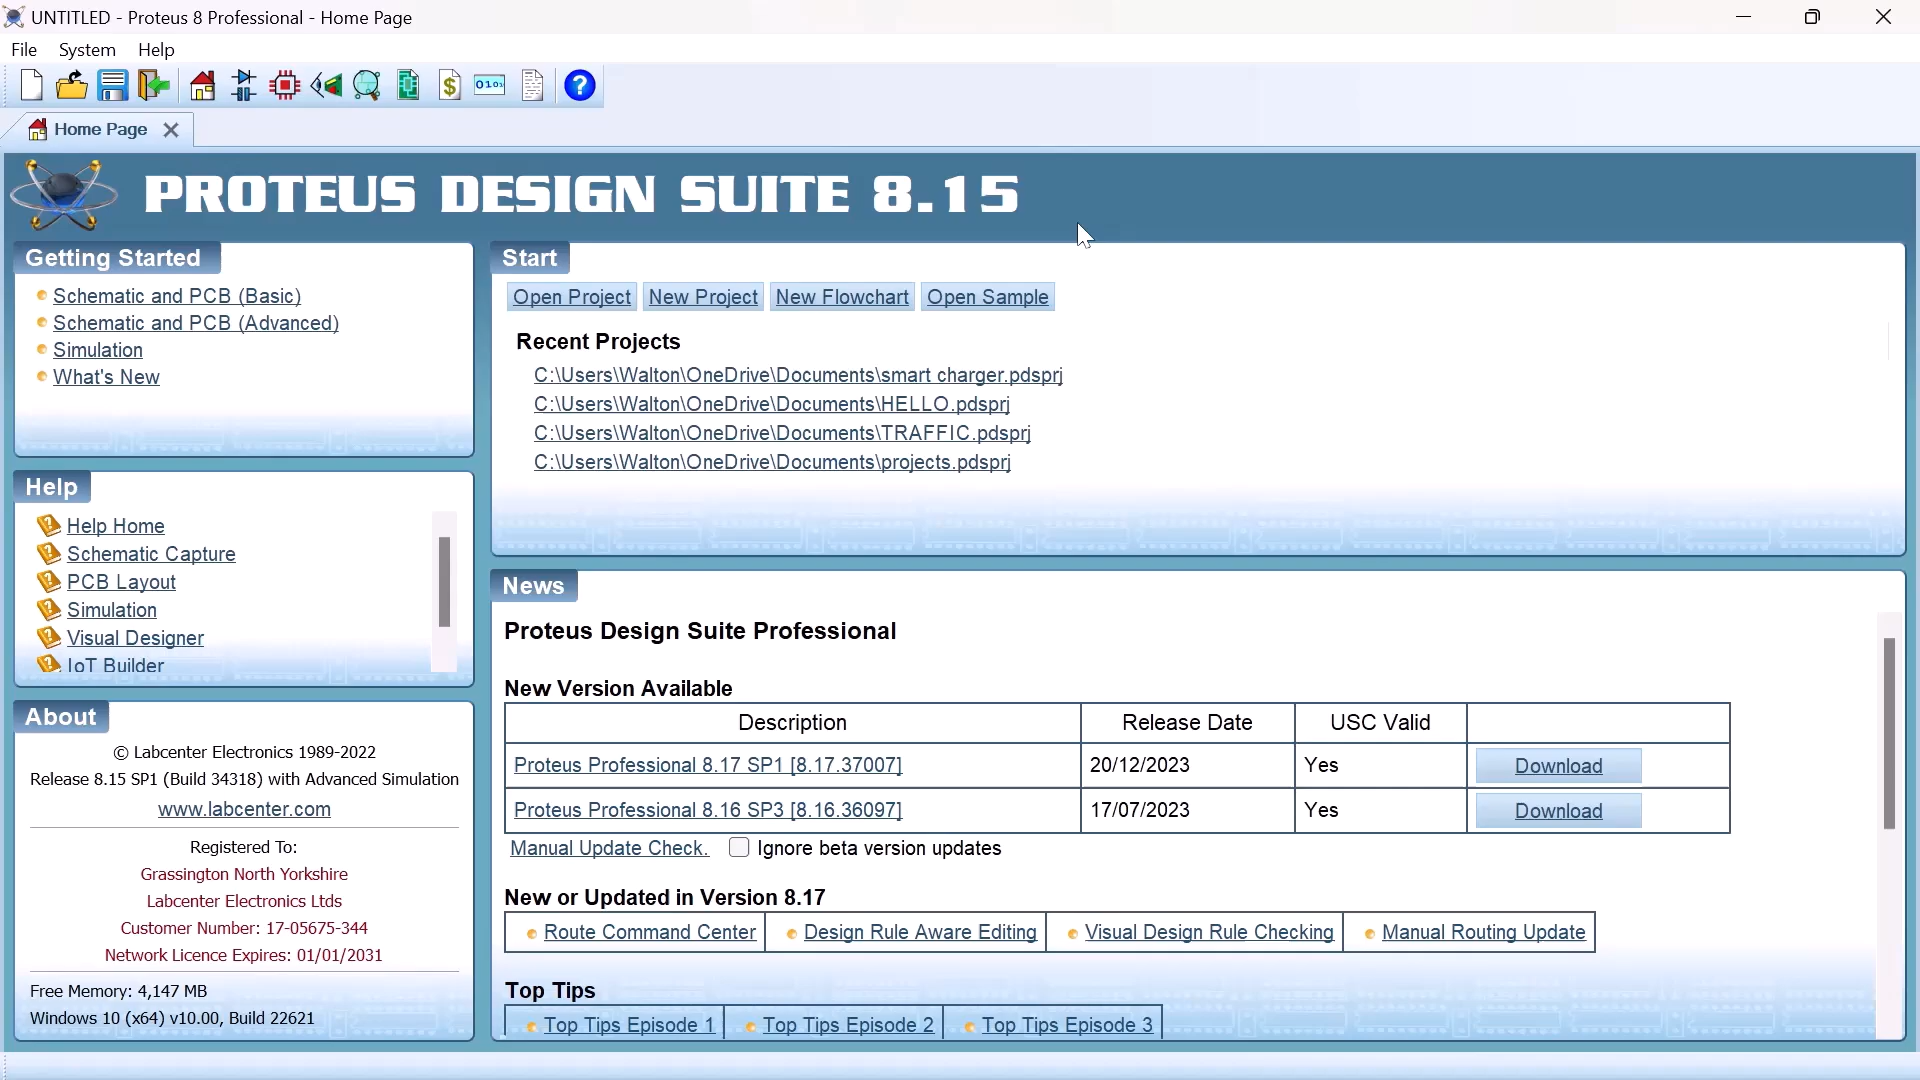 UNTITLED - Proteus 8 Professional - Home Page
File System Help
$ 0101 ?
Home Page
PROTEUS DESIGN SUITE 8.15
Getting Started
Schematic and PCB (Basic)
Schematic and PCB (Advanced)
Simulation
What's New
Help
Help Home
Schematic Capture
PCB Layout
Simulation
Visual Designer
IoT Builder
About
© Labcenter Electronics 1989-2022
Release 8.15 SP1 (Build 34318) with Advanced Simulation
www.labcenter.com
Registered To:
Grassington North Yorkshire
Labcenter Electronics Ltds
Customer Number: 17-05675-344
Network Licence Expires: 01/01/2031
Free Memory: 4,147 MB
Windows 10 (x64) v10.00, Build 22621
Start
Open Project New Project New Flowchart Open Sample
Recent Projects
C:\Users\Walton\OneDrive\Documents\smart charger.pdsprj
C:\Users\Walton\OneDrive\Documents\HELLO.pdsprj
C:\Users\Walton\OneDrive\Documents\TRAFFIC.pdsprj
C:\Users\Walton\OneDrive\Documents\projects.pdsprj
News
Proteus Design Suite Professional
New Version Available
Description Release Date USC Valid
Proteus Professional 8.17 SP1 [8.17.37007] 20/12/2023 Yes Download
Proteus Professional 8.16 SP3 [8.16.36097] 17/07/2023 Yes Download
Manual Update Check. Ignore beta version updates
New or Updated in Version 8.17
Route Command Center Design Rule Aware Editing Visual Design Rule Checking Manual Routing Update
Top Tips
Top Tips Episode 1 Top Tips Episode 2 Top Tips Episode 3